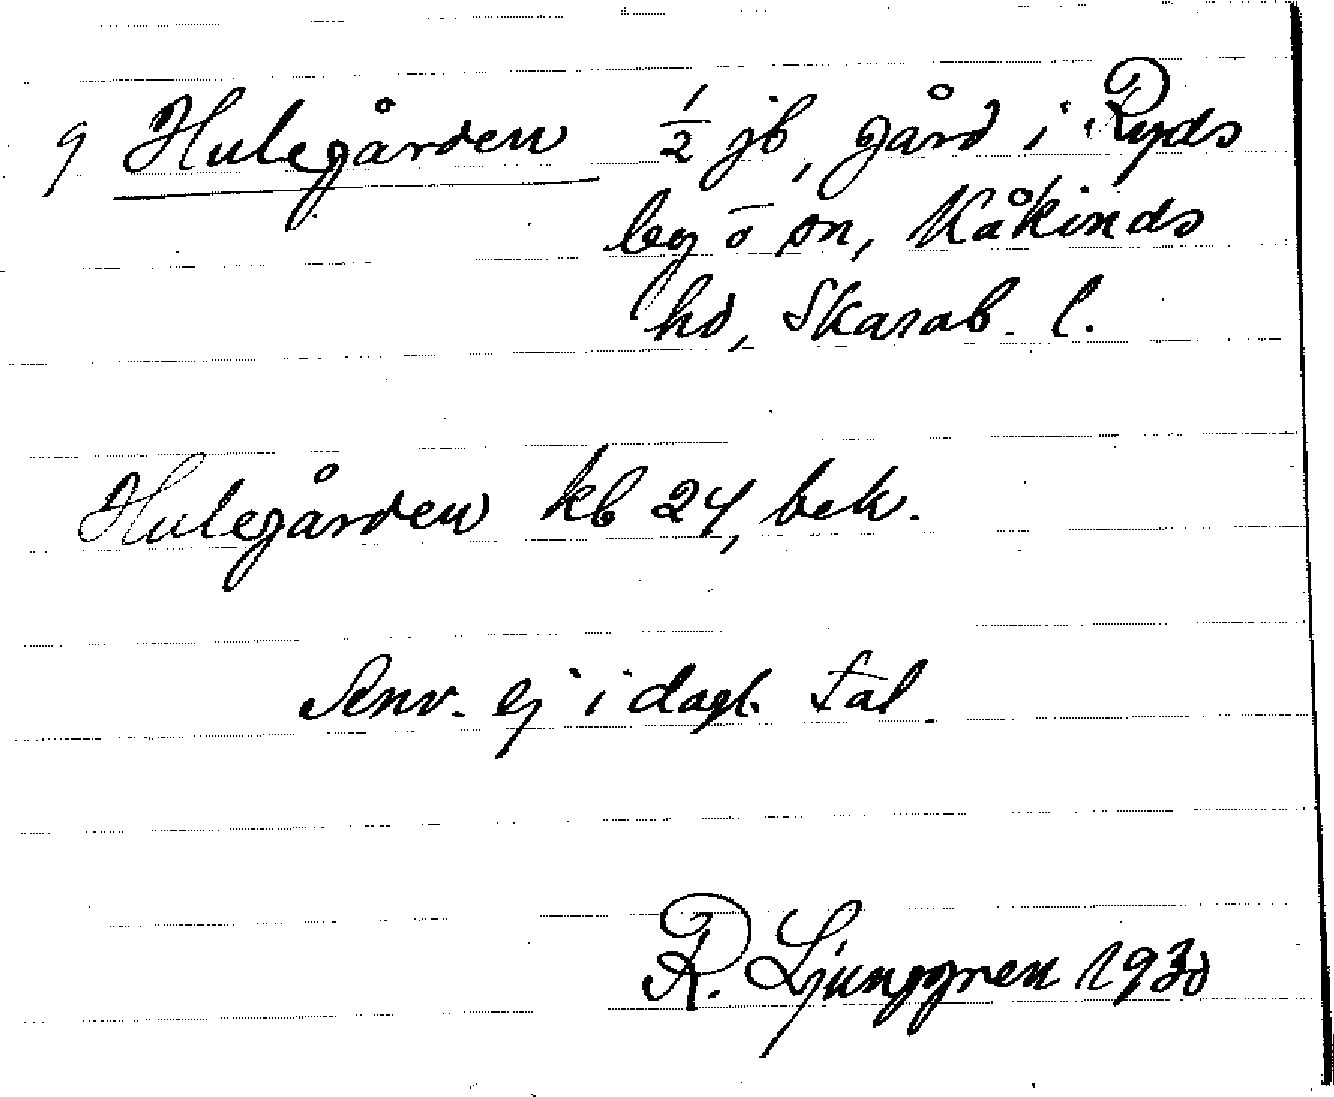 9 Hulegården ½ jb, gård i Ryds
by o sn, Kåkinds
hd, Skarab. l.
Hulegården kb 24, bek.
Anv. ej i dagl. tal.
R. Ljunggren 1930